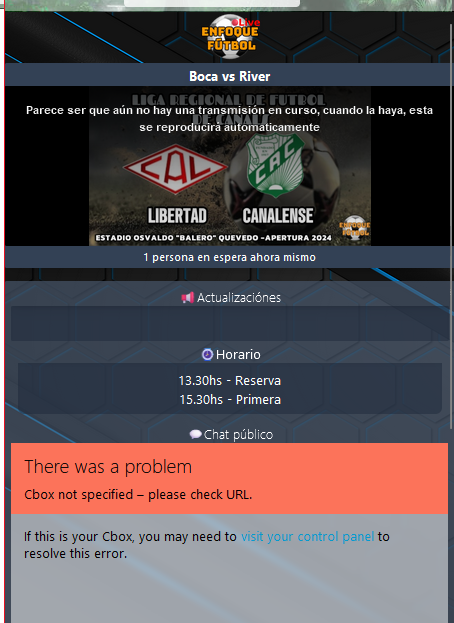 Live
ENFOQUE
FÚTBOL
Boca vs River
LIGA REGIONAL DE FUTBOL
DE CANALS
Parece ser que aún no hay una transmisión en curso, cuando la haya, esta
se reproducirá automaticamente
CAL
CAC
LIBERTAD
CANALENSE
ESTADIO OSVALDO "BALERO" QUEVEDO -APERTURA 2024
ENFOQUE
FÚTBOL
1 persona en espera ahora mismo
Actualizaciónes
Horario
13.30hs - Reserva
15.30hs - Primera
Chat público
There was a problem
Cbox not specified – please check URL.
If this is your Cbox, you may need to visit your control panel to
resolve this error.